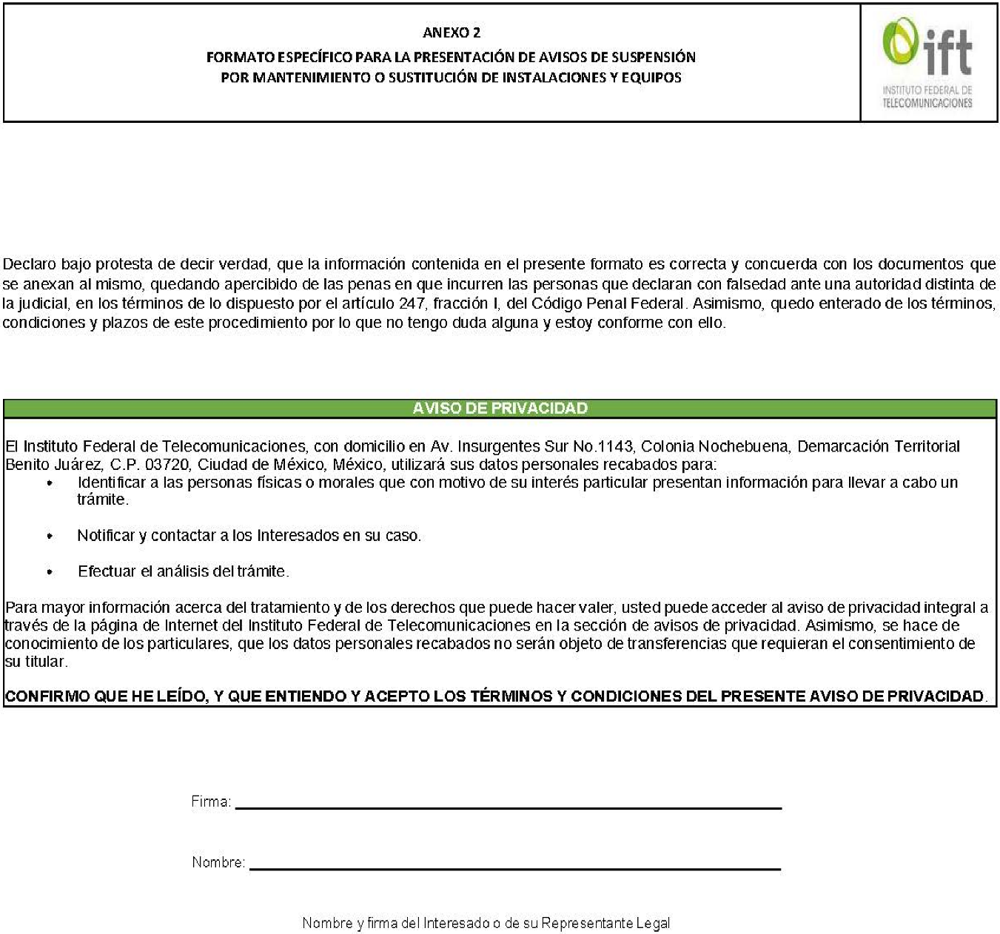 ANEXO 2
FORMATO ESPECÍFICO PARA LA PRESENTACIÓN DE AVISOS DE SUSPENSIÓN
POR MANTENIMIENTO O SUSTITUCIÓN DE INSTALACIONES Y EQUIPOS
ift
INSTITUTO FEDERAL DE
TELECOMUNICACIONES
Declaro bajo protesta de decir verdad, que la información contenida en el presente formato es correcta y concuerda con los documentos que
se anexan al mismo, quedando apercibido de las penas en que incurren las personas que declaran con falsedad ante una autoridad distinta de
la judicial, en los términos de lo dispuesto por el artículo 247, fracción I, del Código Penal Federal. Asimismo, quedo enterado de los términos,
condiciones y plazos de este procedimiento por lo que no tengo duda alguna y estoy conforme con ello.
AVISO DE PRIVACIDAD
El Instituto Federal de Telecomunicaciones, con domicilio en Av. Insurgentes Sur No.1143, Colonia Nochebuena, Demarcación Territorial
Benito Juárez, C.P. 03720, Ciudad de México, México, utilizará sus datos personales recabados para:
• Identificar a las personas físicas o morales que con motivo de su interés particular presentan información para llevar a cabo un
trámite.
• Notificar y contactar a los Interesados en su caso.
• Efectuar el análisis del trámite.
Para mayor información acerca del tratamiento y de los derechos que puede hacer valer, usted puede acceder al aviso de privacidad integral a
través de la página de Internet del Instituto Federal de Telecomunicaciones en la sección de avisos de privacidad. Asimismo, se hace de
conocimiento de los particulares, que los datos personales recabados no serán objeto de transferencias que requieran el consentimiento de
su titular.
CONFIRMO QUE HE LEÍDO, Y QUE ENTIENDO Y ACEPTO LOS TÉRMINOS Y CONDICIONES DEL PRESENTE AVISO DE PRIVACIDAD.
Firma:
Nombre:
Nombre y firma del Interesado o de su Representante Legal